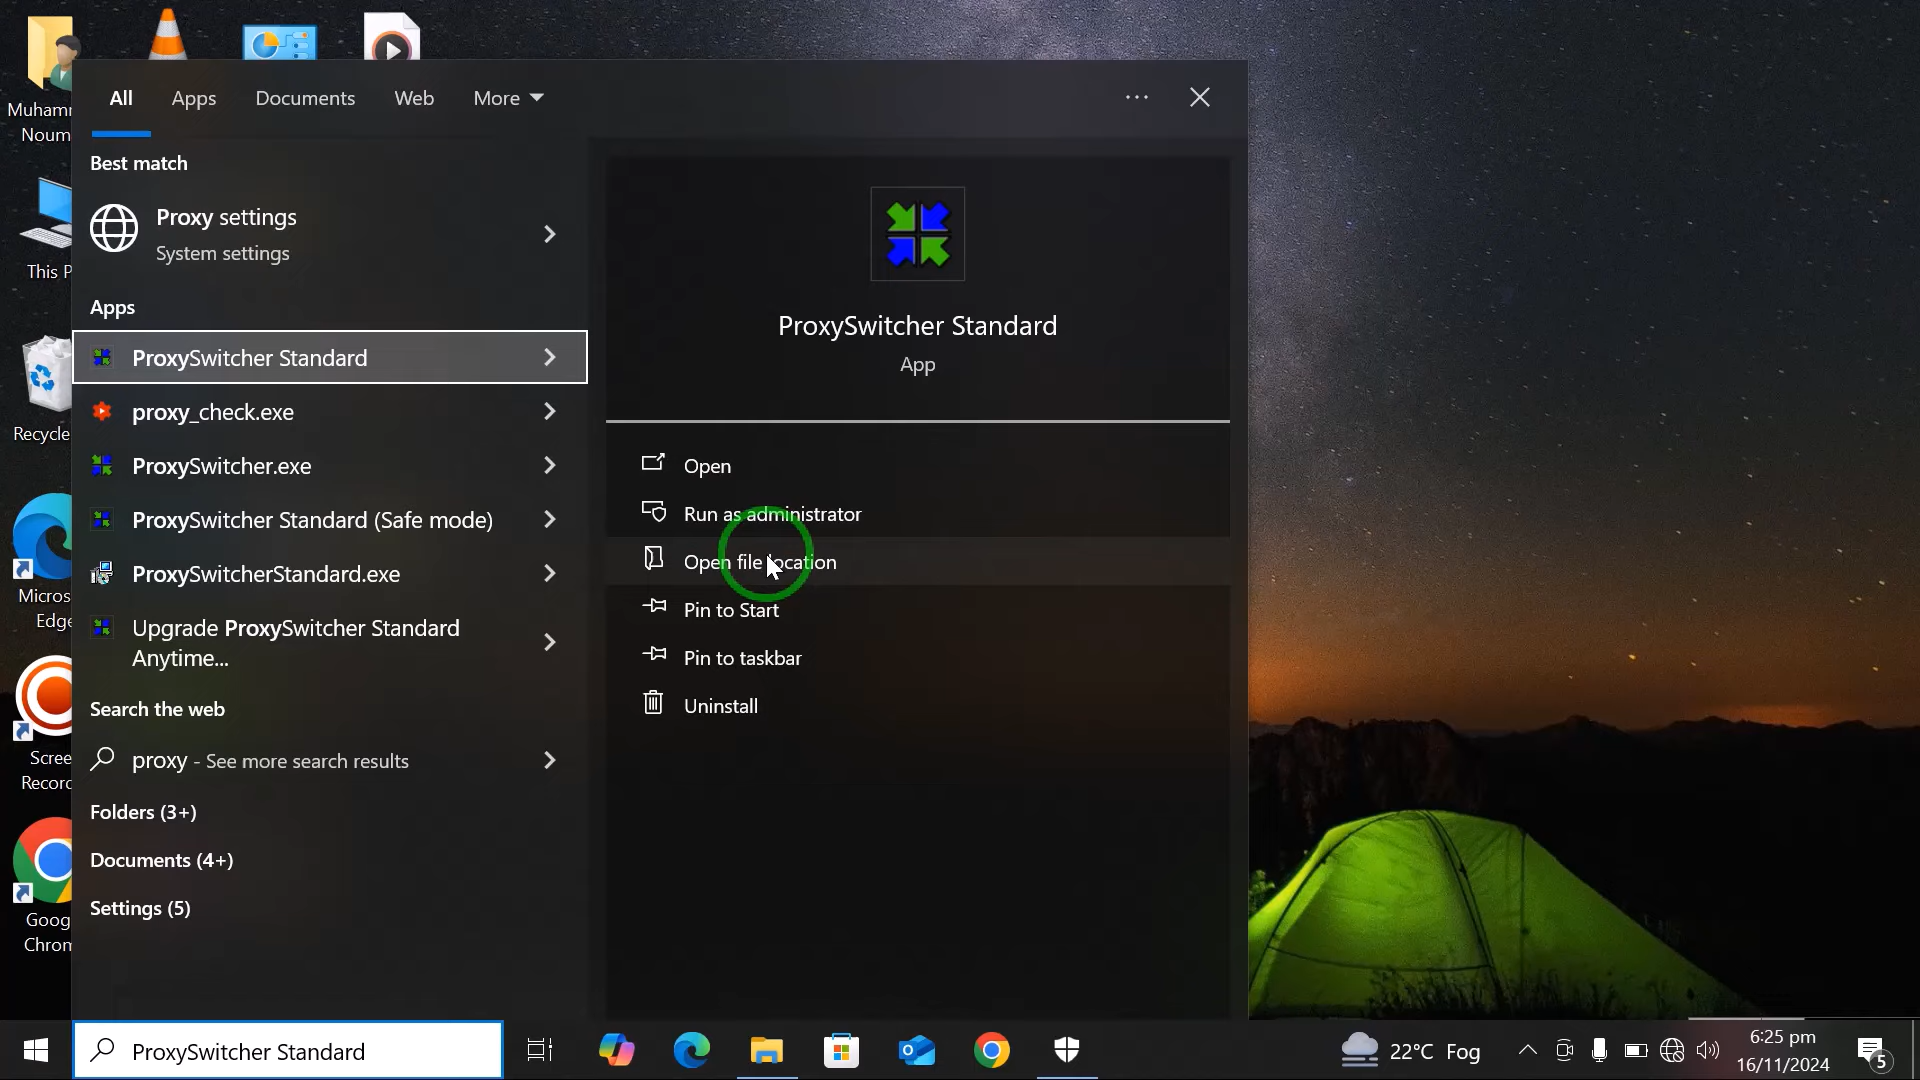 Muhamm
Noum
This P
Recycle
Micros
Edge
Scree
Record
Goog
Chrom
All
Apps
Documents
Web
More
Best match
Proxy settings
System settings
Apps
ProxySwitcher Standard
proxy_check.exe
ProxySwitcher.exe
ProxySwitcher Standard (Safe mode)
ProxySwitcherStandard.exe
Upgrade ProxySwitcher Standard
Anytime...
Search the web
proxy - See more search results
Folders (3+)
Documents (4+)
Settings (5)
ProxySwitcher Standard
App
Open
Run as administrator
Open file location
Pin to Start
Pin to taskbar
Uninstall
ProxySwitcher Standard
22°C Fog
6:25 pm
16/11/2024
5